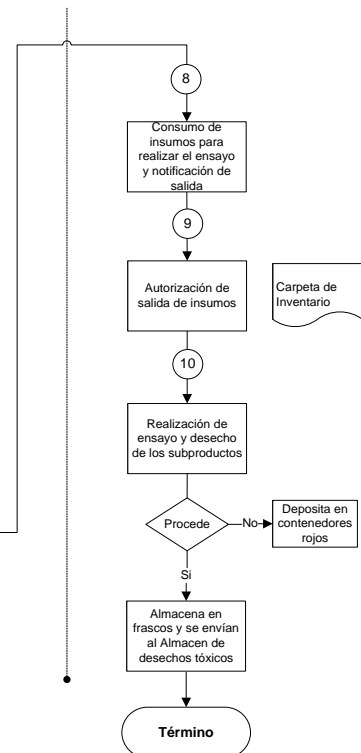 8
Consumo de
insumos para
realizar el ensayo
y notificación de
salida
9
Autorización de
salida de insumos
Carpeta de
Inventario
10
Realización de
ensayo y desecho
de los subproductos
Procede
No
Deposita en
contenedores
rojos
Si
Almacena en
frascos y se envían
al Almacen de
desechos tóxicos
Término